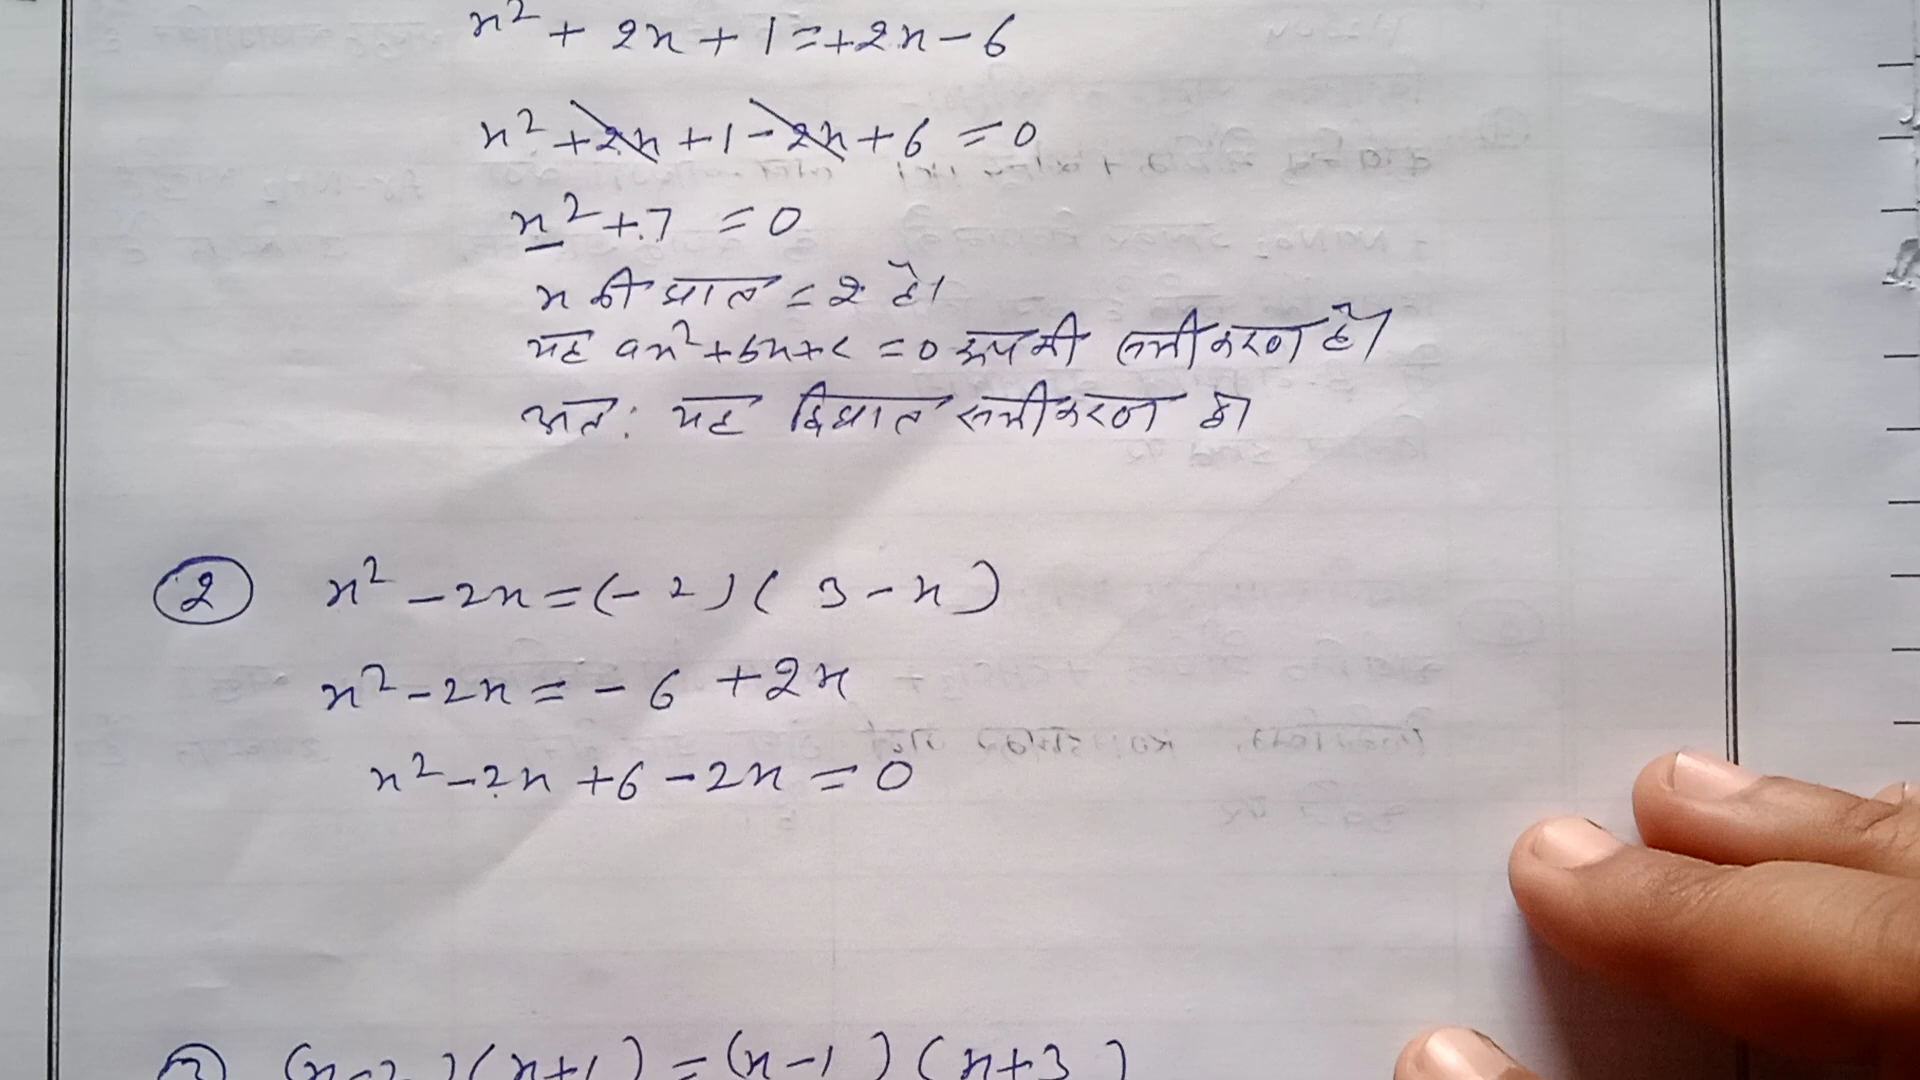 x² + 2x + 1 = +2x - 6
x² + 2x + 1 - 2x + 6 = 0
x² + 7 = 0
x की घात = 2 है।
यह ax² + bx + c = 0 रूप की समीकरण है।
अत: यह द्विघात समीकरण है।
2 x² - 2x = (-2)(3 - x)
x² - 2x = - 6 + 2x
x² - 2x + 6 - 2x = 0
(x-2)(x+1) = (x-1)(x+3)